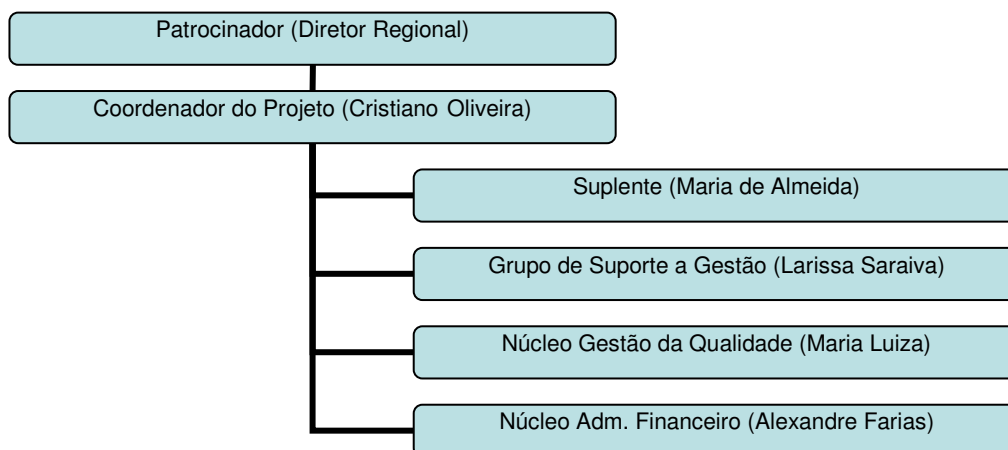 Patrocinador (Diretor Regional)
Coordenador do Projeto (Cristiano Oliveira)
Suplente (Maria de Almeida)
Grupo de Suporte a Gestão (Larissa Saraiva)
Núcleo Gestão da Qualidade (Maria Luiza)
Núcleo Adm. Financeiro (Alexandre Farias)